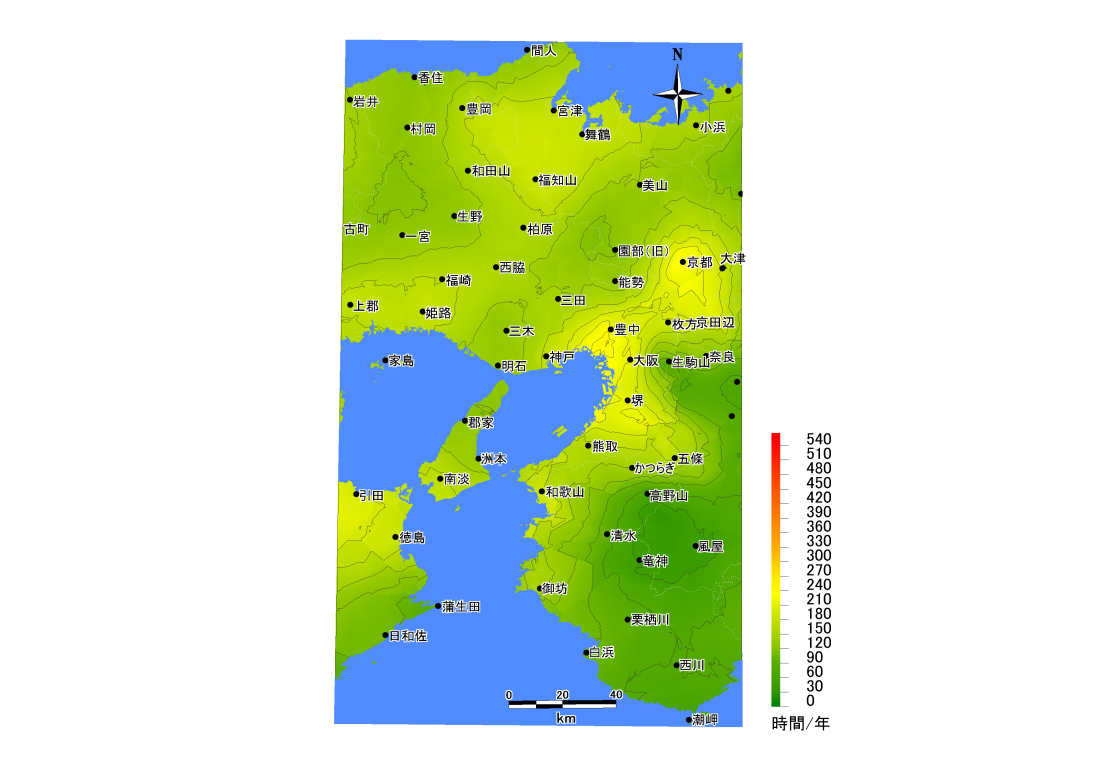 間人
N
香住
岩井
豊岡
宮津
小浜
村岡
舞鶴
和田山
福知山
美山
生野
古町
一宮
柏原
園部(旧)
京都
大津
西脇
福崎
能勢
上郡
三田
姫路
枚方
京田辺
三木
豊中
家島
明石
神戸
大阪
生駒山
奈良
堺
郡家
熊取
洲本
かつらぎ
五條
南淡
引田
和歌山
高野山
徳島
清水
風屋
竜神
御坊
蒲生田
栗栖川
日和佐
白浜
西川
潮岬
0 20 40
km
540
510
480
450
420
390
360
330
300
270
240
210
180
150
120
90
60
30
0
時間/年